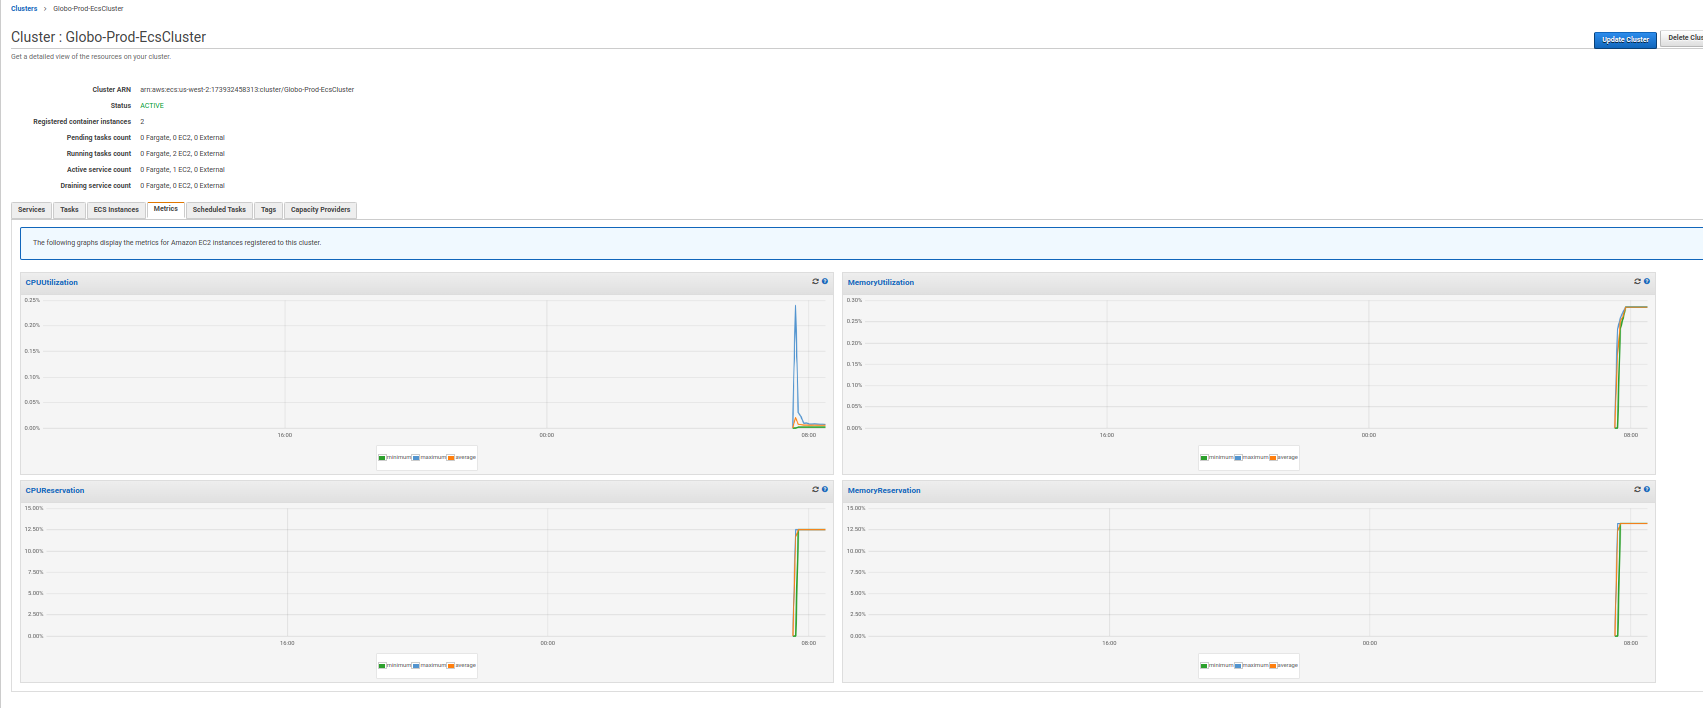 Clusters > Globo-Prod-EcsCluster
Cluster : Globo-Prod-EcsCluster
Update Cluster
Delete Clus
Get a detailed view of the resources on your cluster.
Cluster ARN arn:aws:ecs:us-west-2:173932458313:cluster/Globo-Prod-EcsCluster
Status ACTIVE
Registered container instances 2
Pending tasks count 0 Fargate, 0 EC2, 0 External
Running tasks count 0 Fargate, 2 EC2, 0 External
Active service count 0 Fargate, 1 EC2, 0 External
Draining service count 0 Fargate, 0 EC2, 0 External
Services Tasks ECS Instances Metrics Scheduled Tasks Tags Capacity Providers
The following graphs display the metrics for Amazon EC2 instances registered to this cluster.
CPUUtilization
0.25%
0.20%
0.15%
0.10%
0.05%
0.00%
16:00 00:00 08:00
minimum maximum average
MemoryUtilization
0.30%
0.25%
0.20%
0.15%
0.10%
0.05%
0.00%
16:00 00:00 08:00
minimum maximum average
CPUReservation
15.00%
12.50%
10.00%
7.50%
5.00%
2.50%
0.00%
16:00 00:00 08:00
minimum maximum average
MemoryReservation
15.00%
12.50%
10.00%
7.50%
5.00%
2.50%
0.00%
16:00 00:00 08:00
minimum maximum average